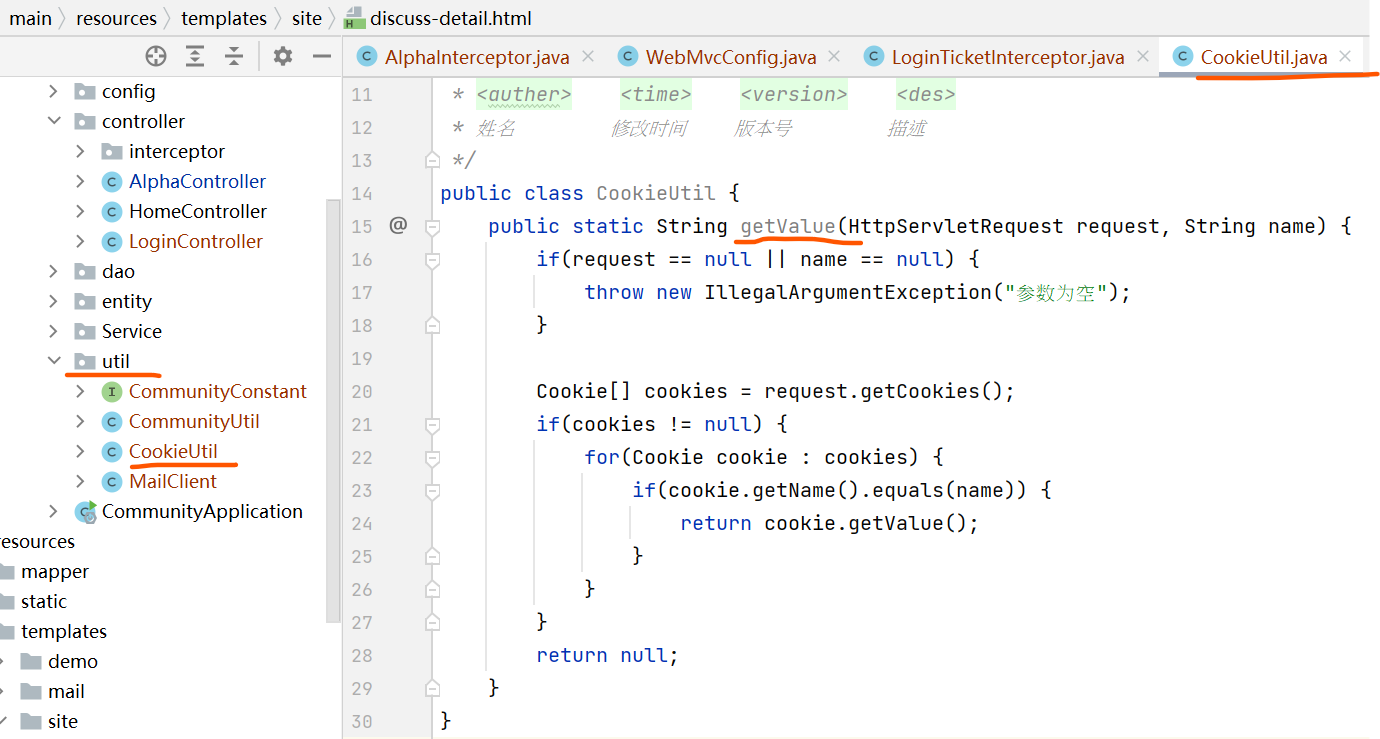 main 〉 resources 〉 templates 〉 site 〉 discuss-detail.html
AlphaInterceptor.java × WebMvcConfig.java × LoginTicketInterceptor.java × CookieUtil.java ×
config
controller
interceptor
AlphaController
HomeController
LoginController
dao
entity
Service
util
CommunityConstant
CommunityUtil
CookieUtil
MailClient
CommunityApplication
esources
mapper
static
templates
demo
mail
site
11 * <auther> <time> <version> <des>
12 * 姓名 修改时间 版本号 描述
13 */
14 public class CookieUtil {
15 @ public static String getValue(HttpServletRequest request, String name) {
16 if(request == null || name == null) {
17 throw new IllegalArgumentException("参数为空");
18 }
19
20 Cookie[] cookies = request.getCookies();
21 if(cookies != null) {
22 for(Cookie cookie : cookies) {
23 if(cookie.getName().equals(name)) {
24 return cookie.getValue();
25 }
26 }
27 }
28 return null;
29 }
30 }